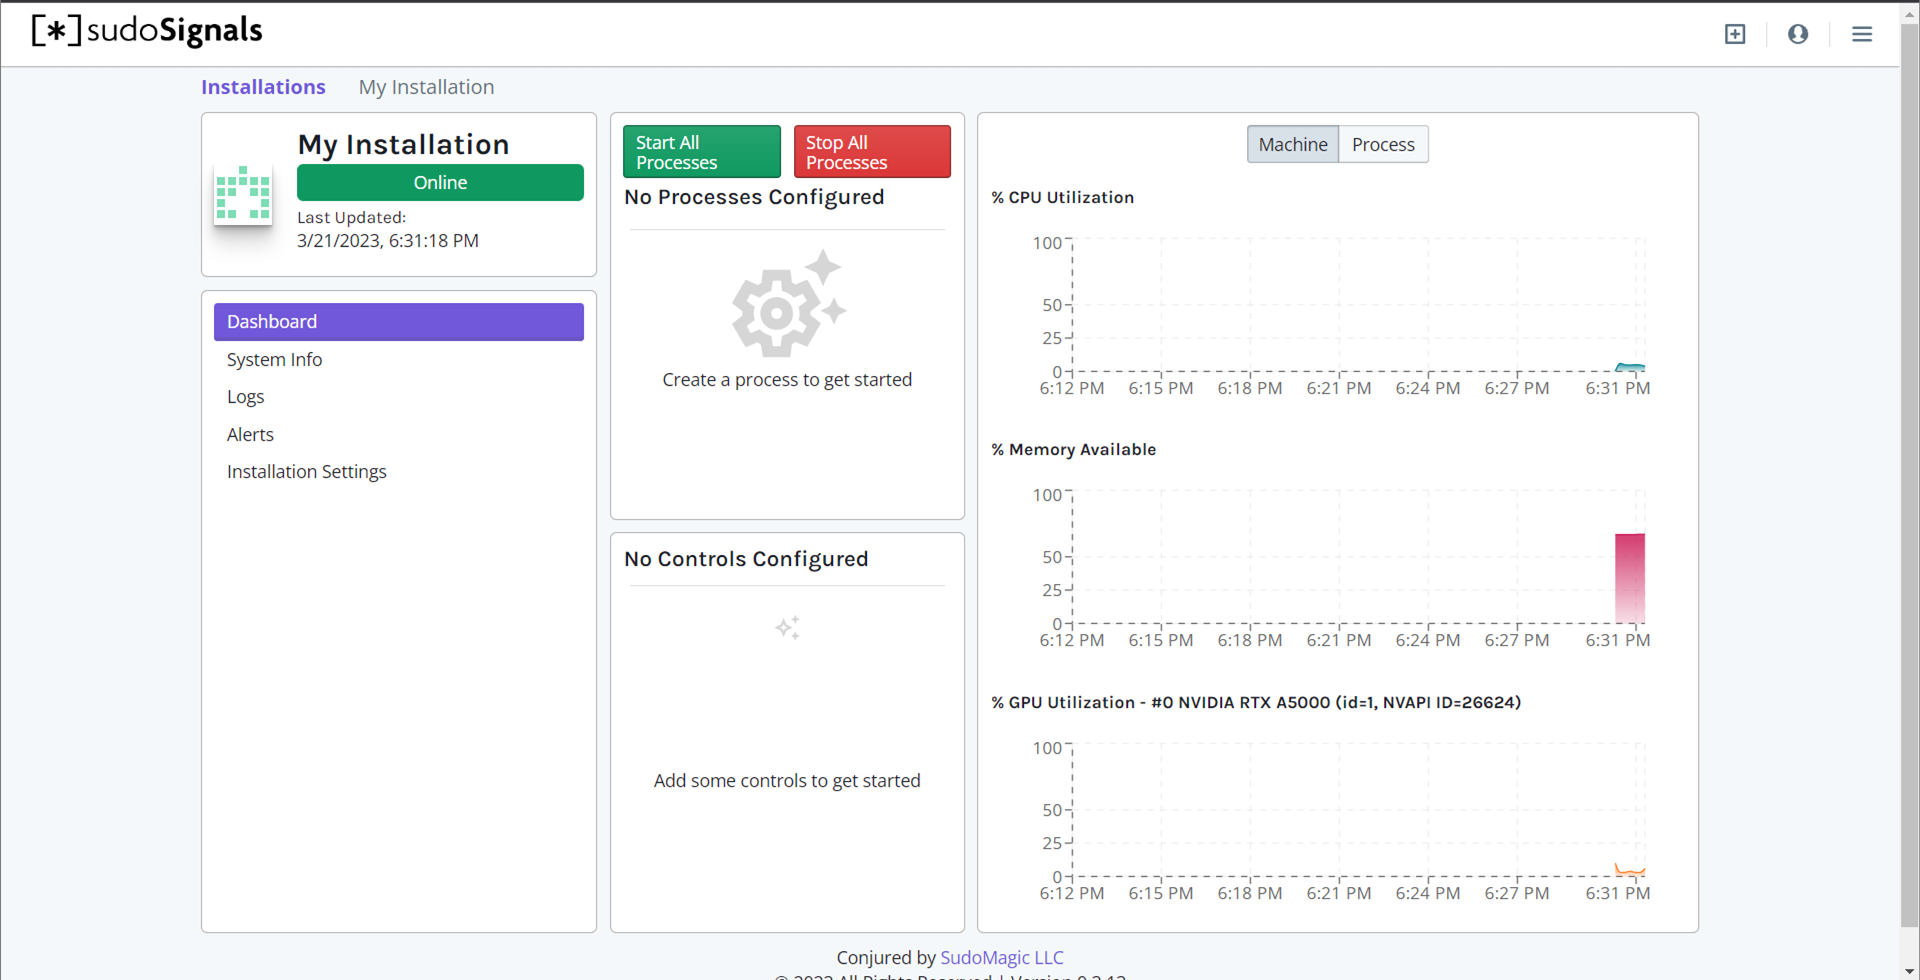 [*]sudoSignals
Installations
My Installation
My Installation
Online
Last Updated:
3/21/2023, 6:31:18 PM
Dashboard
System Info
Logs
Alerts
Installation Settings
Start All
Processes
Stop All
Processes
No Processes Configured
Create a process to get started
No Controls Configured
Add some controls to get started
Machine
Process
% CPU Utilization
100
50
25
0
6:12 PM 6:15 PM 6:18 PM 6:21 PM 6:24 PM 6:27 PM 6:31 PM
% Memory Available
100
50
25
0
6:12 PM 6:15 PM 6:18 PM 6:21 PM 6:24 PM 6:27 PM 6:31 PM
% GPU Utilization - #0 NVIDIA RTX A5000 (id=1, NVAPI ID=26624)
100
50
25
0
6:12 PM 6:15 PM 6:18 PM 6:21 PM 6:24 PM 6:27 PM 6:31 PM
Conjured by SudoMagic LLC
All Rights Reserved | Version